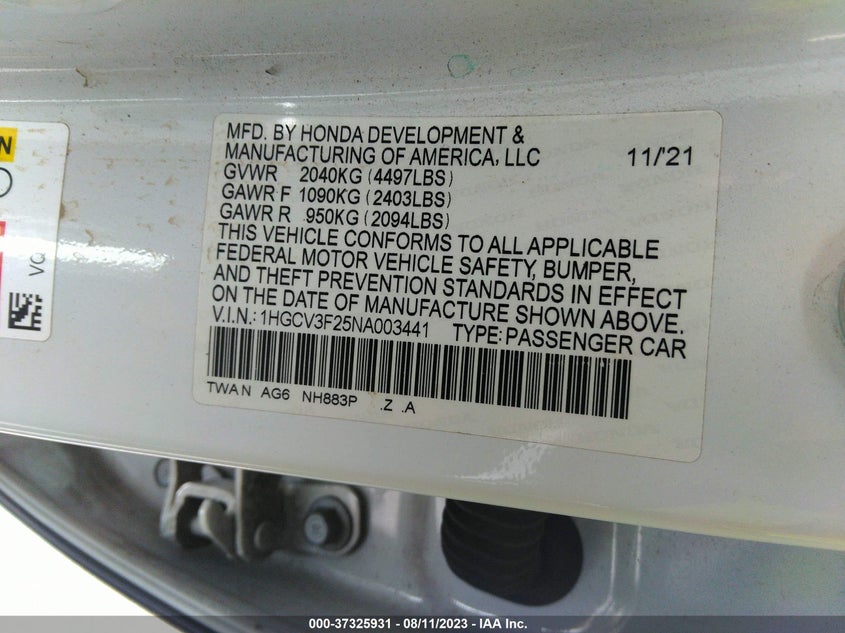 N
VQ
MFD. BY HONDA DEVELOPMENT &
MANUFACTURING OF AMERICA, LLC 11/'21
GVWR 2040KG (4497LBS)
GAWR F 1090KG (2403LBS)
GAWR R 950KG (2094LBS)
THIS VEHICLE CONFORMS TO ALL APPLICABLE
FEDERAL MOTOR VEHICLE SAFETY, BUMPER,
AND THEFT PREVENTION STANDARDS IN EFFECT
ON THE DATE OF MANUFACTURE SHOWN ABOVE.
V.I.N.: 1HGCV3F25NA003441 TYPE: PASSENGER CAR
TWA N AG6 NH883P .Z .A
000-37325931 - 08/11/2023 - IAA Inc.